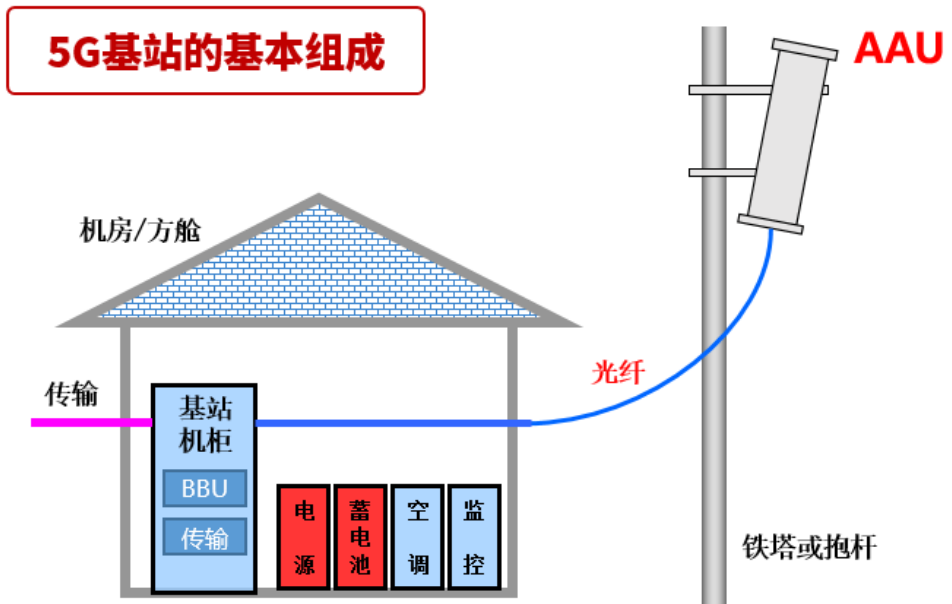 5G基站的基本组成
AAU
机房/方舱
光纤
传输
基站
机柜
BBU
传输
电源
蓄电池
空调
监控
铁塔或抱杆